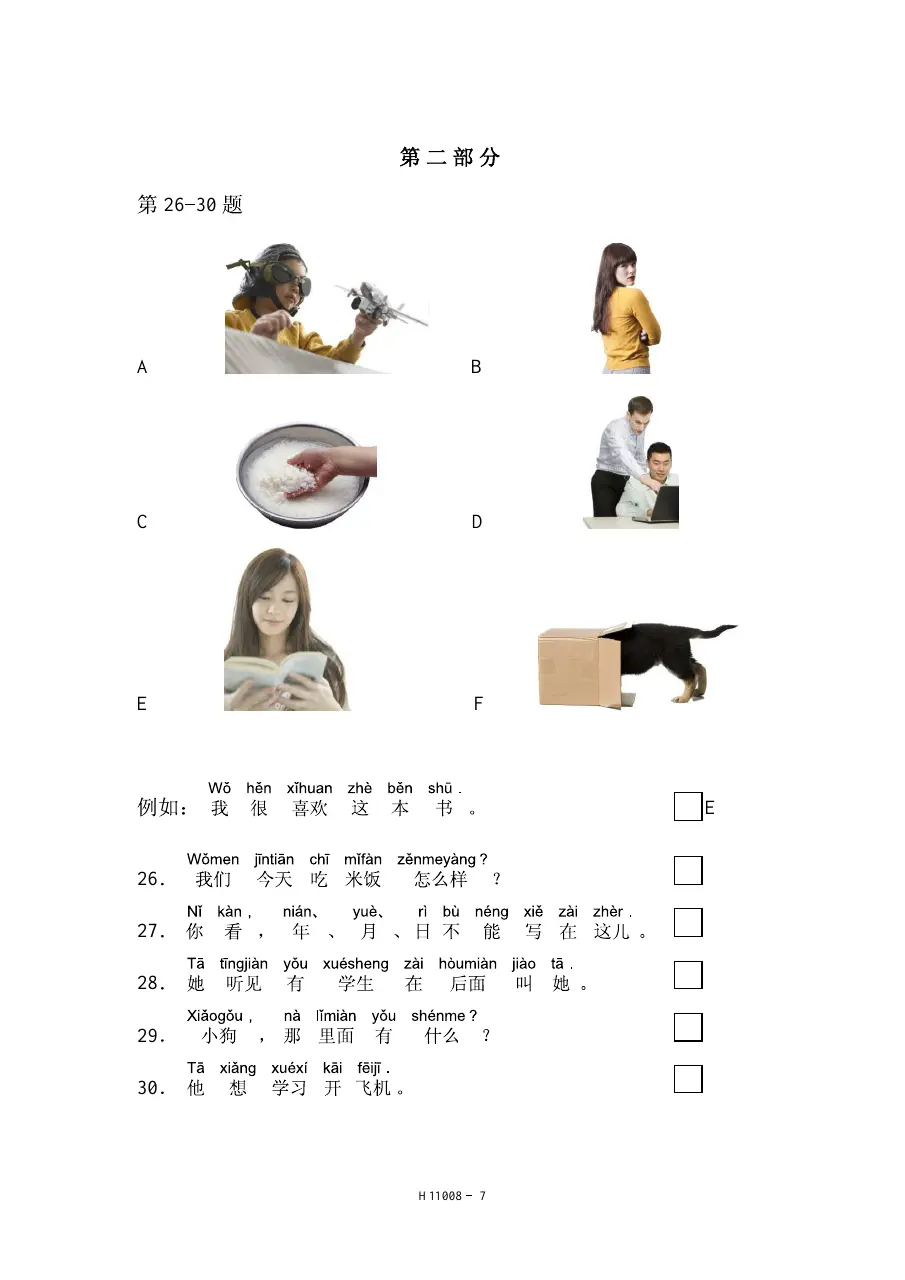 第二部分
第 26-30 题
A
B
C
D
E
F
Wǒ hěn xǐhuan zhè běn shū.
例如： 我 很 喜欢 这 本 书 。 E
Wǒmen jīntiān chī mǐfàn zěnmeyàng?
26. 我们 今天 吃 米饭 怎么样 ？
Nǐ kàn, nián、 yuè、 rì bù néng xiě zài zhèr.
27. 你 看 ， 年 、 月 、日 不 能 写 在 这儿 。
Tā tīngjiàn yǒu xuésheng zài hòumiàn jiào tā.
28. 她 听见 有 学生 在 后面 叫 她 。
Xiǎogǒu, nà lǐmiàn yǒu shénme?
29. 小狗 ， 那 里面 有 什么 ？
Tā xiǎng xuéxí kāi fēijī.
30. 他 想 学习 开 飞机 。
H11008 - 7